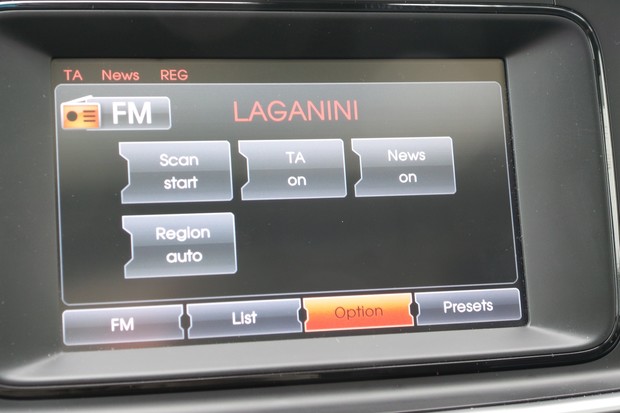 TA News REG
FM LAGANINI
Scan start
TA on
News on
Region auto
FM List Option Presets